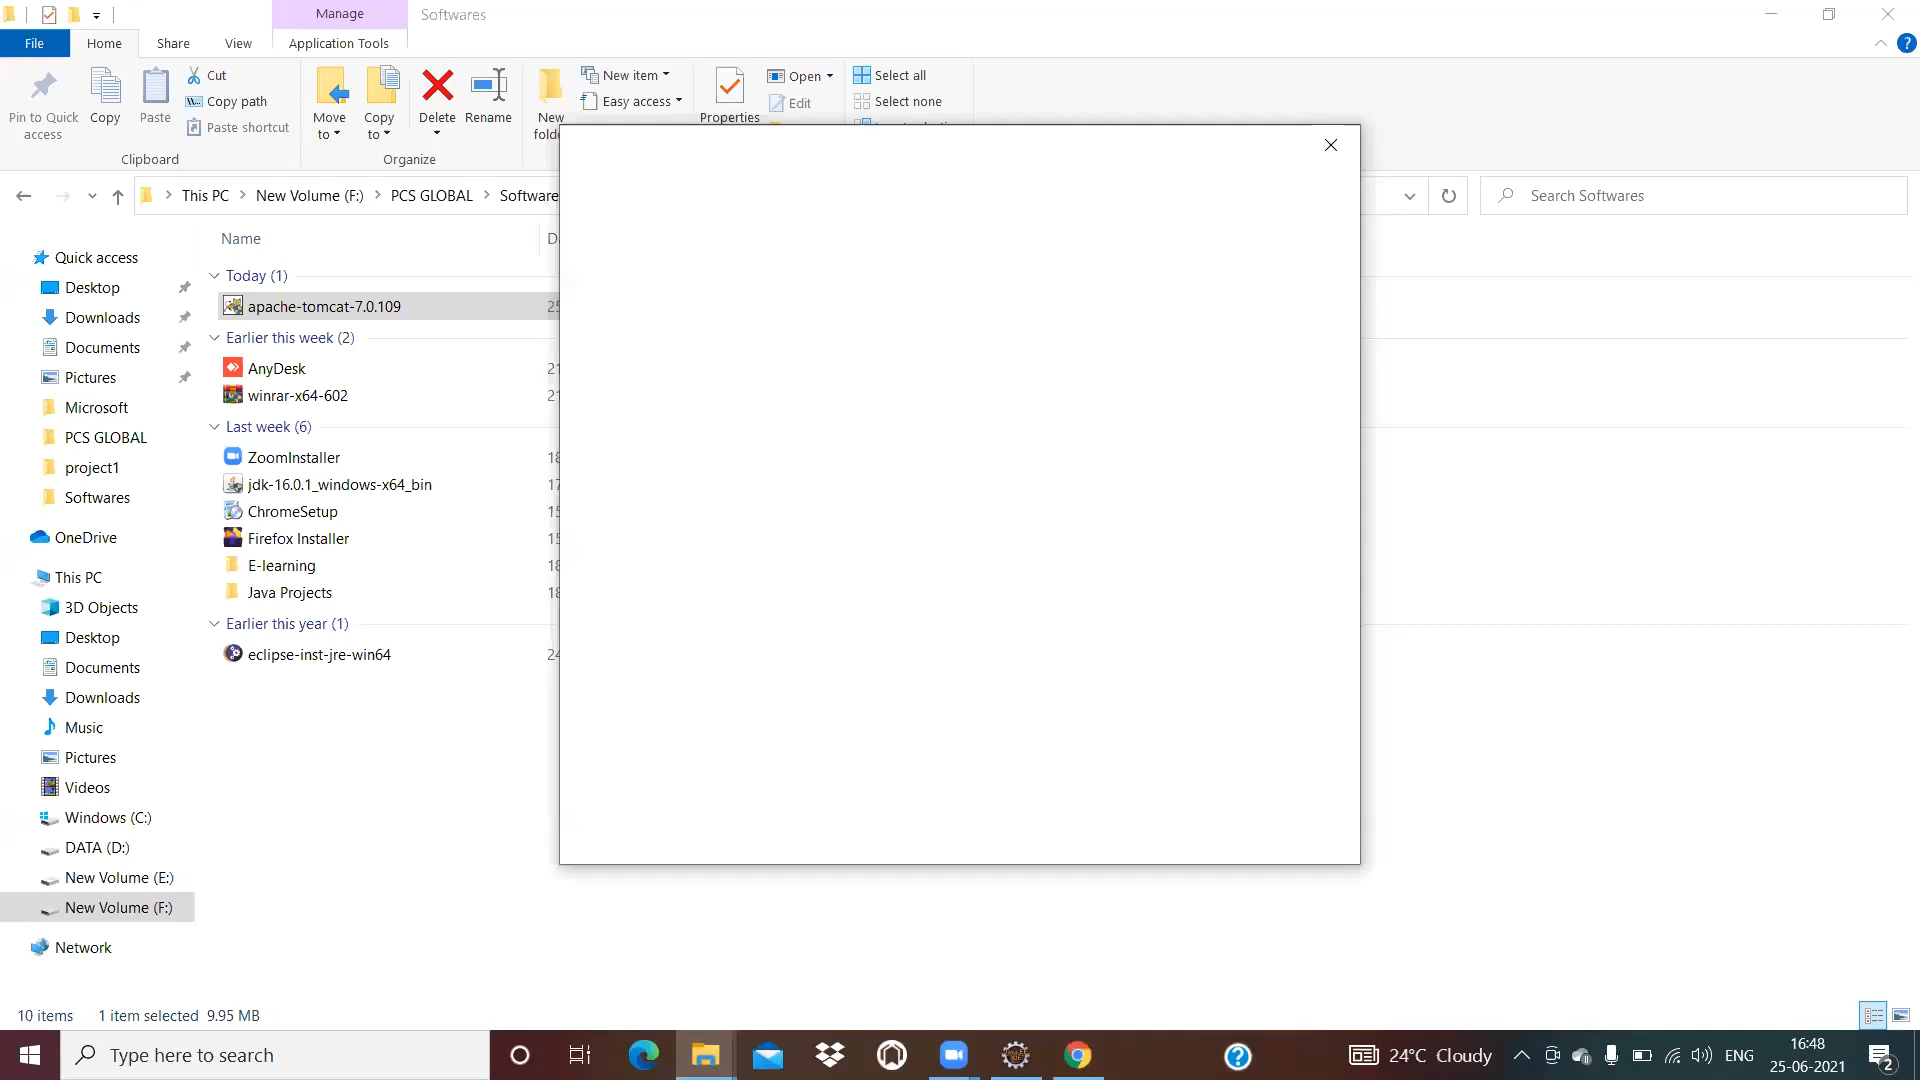 Manage
Softwares
File
Home
Share
View
Application Tools
Pin to Quick
access
Copy
Paste
Cut
Copy path
Paste shortcut
Clipboard
Move
to
Copy
to
Delete
Rename
Organize
New
New item
Easy access
Properties
Open
Edit
Select all
Select none
This PC
New Volume (F:)
PCS GLOBAL
Software
Search Softwares
Name
Quick access
Desktop
Downloads
Documents
Pictures
Microsoft
PCS GLOBAL
project1
Softwares
OneDrive
This PC
3D Objects
Desktop
Documents
Downloads
Music
Pictures
Videos
Windows (C:)
DATA (D:)
New Volume (E:)
New Volume (F:)
Network
Today (1)
apache-tomcat-7.0.109
Earlier this week (2)
AnyDesk
winrar-x64-602
Last week (6)
ZoomInstaller
jdk-16.0.1_windows-x64_bin
ChromeSetup
Firefox Installer
E-learning
Java Projects
Earlier this year (1)
eclipse-inst-jre-win64
10 items 1 item selected 9.95 MB
Type here to search
24°C Cloudy
ENG
16:48
25-06-2021
2